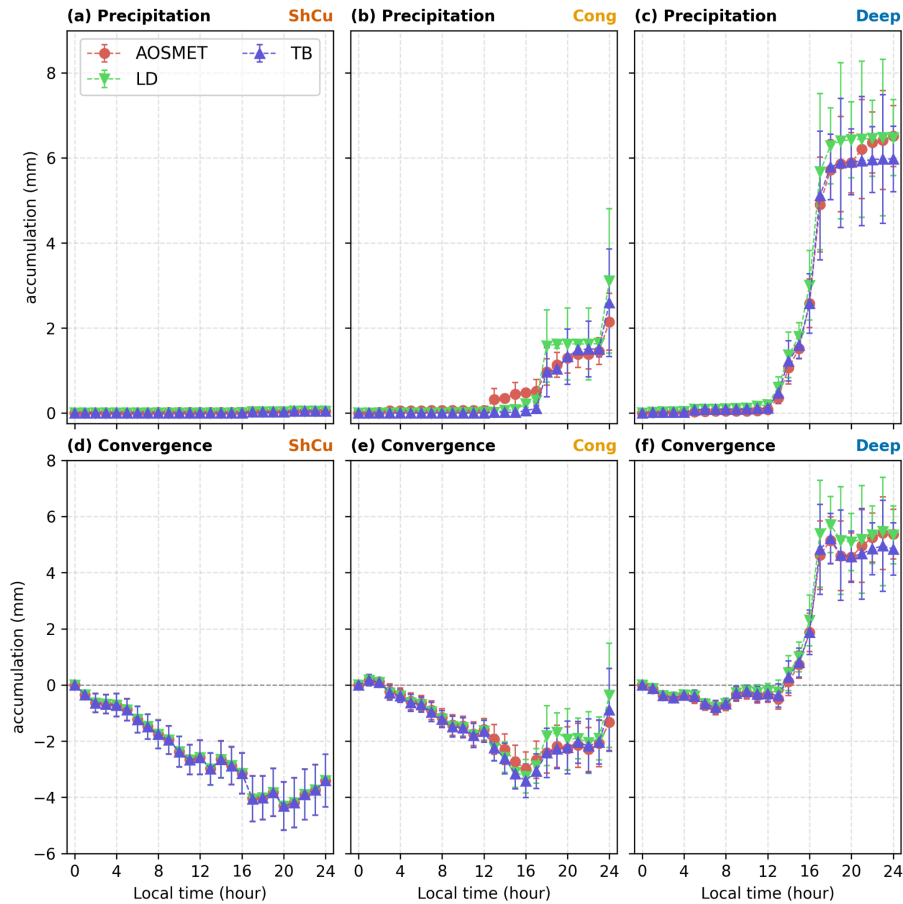 (a) Precipitation ShCu
(b) Precipitation Cong
(c) Precipitation Deep
AOSMET
LD
TB
accumulation (mm)
8
6
4
2
0
(d) Convergence ShCu
(e) Convergence Cong
(f) Convergence Deep
accumulation (mm)
8
6
4
2
0
−2
−4
−6
0 4 8 12 16 20 24
Local time (hour)
0 4 8 12 16 20 24
Local time (hour)
0 4 8 12 16 20 24
Local time (hour)